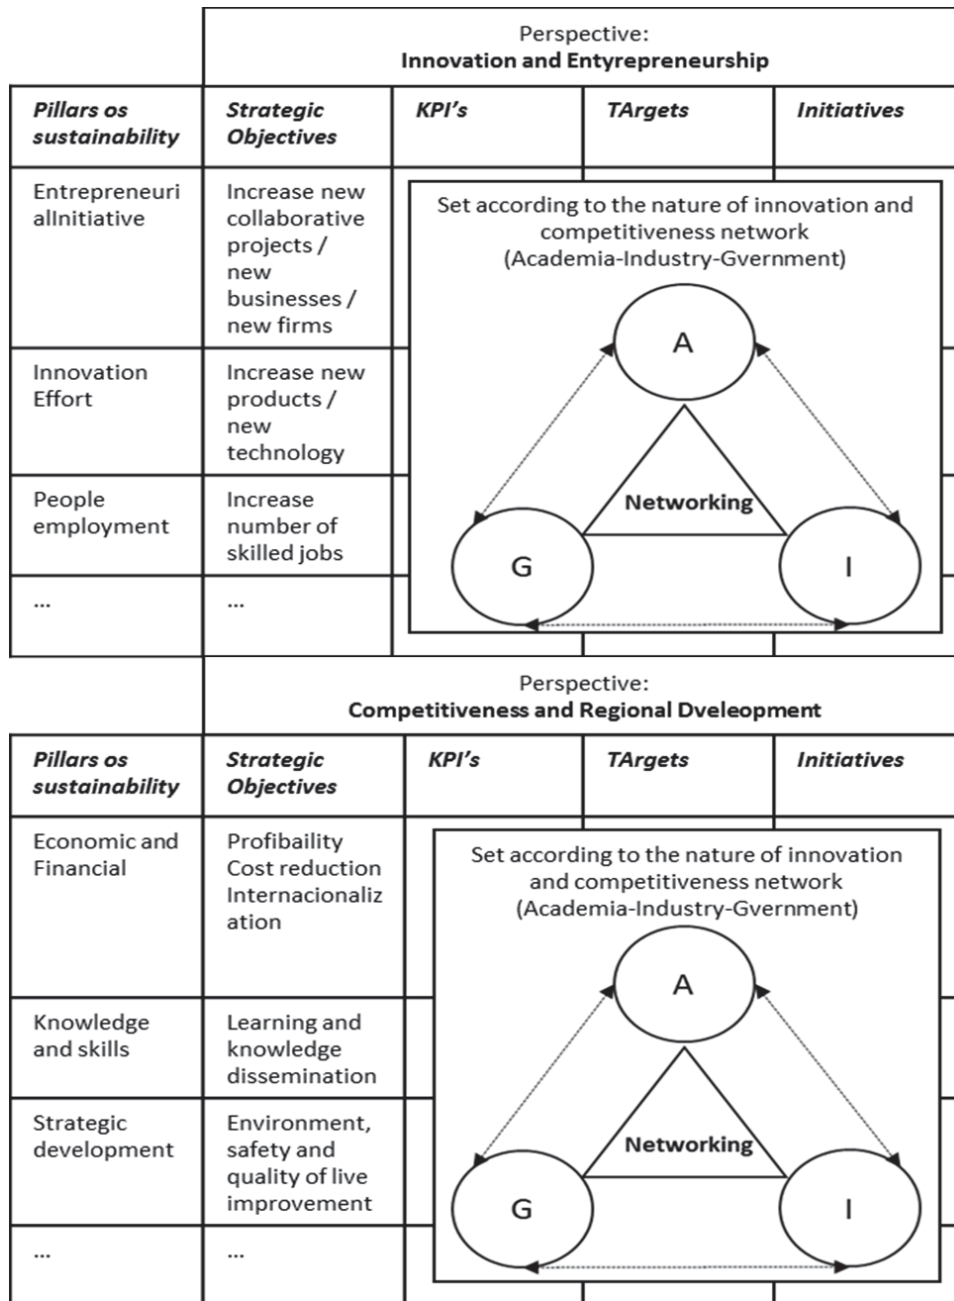 Perspective:
Innovation and Entyrepreneurship
Pillars os
sustainability
Strategic
Objectives
KPI's
TArgets
Initiatives
Entrepreneuri
alInitiative
Increase new
collaborative
projects /
new
businesses /
new firms
Set according to the nature of innovation and
competitiveness network
(Academia-Industry-Gvernment)
A
Innovation
Effort
Increase new
products /
new
technology
Networking
People
employment
Increase
number of
skilled jobs
G
I
...
...
Perspective:
Competitiveness and Regional Dveleopment
Pillars os
sustainability
Strategic
Objectives
KPI's
TArgets
Initiatives
Economic and
Financial
Profibaility
Cost reduction
Internacionaliz
ation
Set according to the nature of innovation
and competitiveness network
(Academia-Industry-Gvernment)
A
Knowledge
and skills
Learning and
knowledge
dissemination
Strategic
development
Environment,
safety and
quality of live
improvement
Networking
G
I
...
...